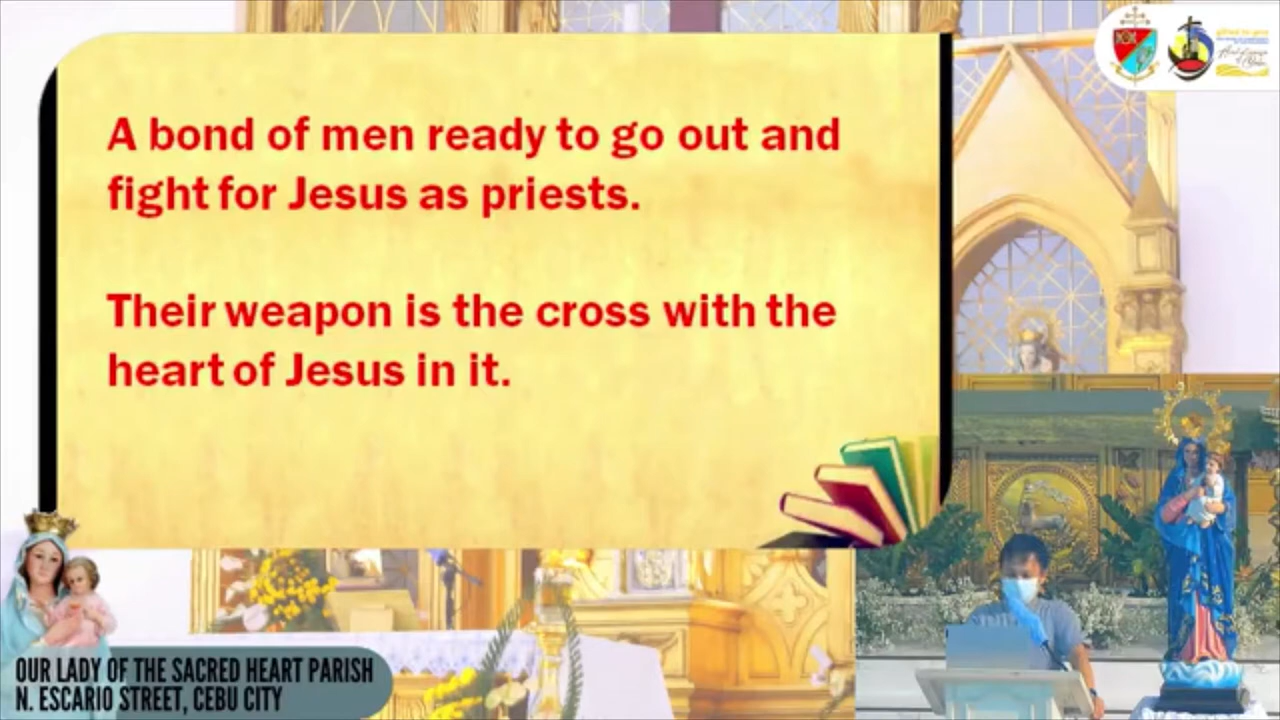 A bond of men ready to go out and
fight for Jesus as priests.
Their weapon is the cross with the
heart of Jesus in it.
OUR LADY OF THE SACRED HEART PARISH
N. ESCARIO STREET, CEBU CITY